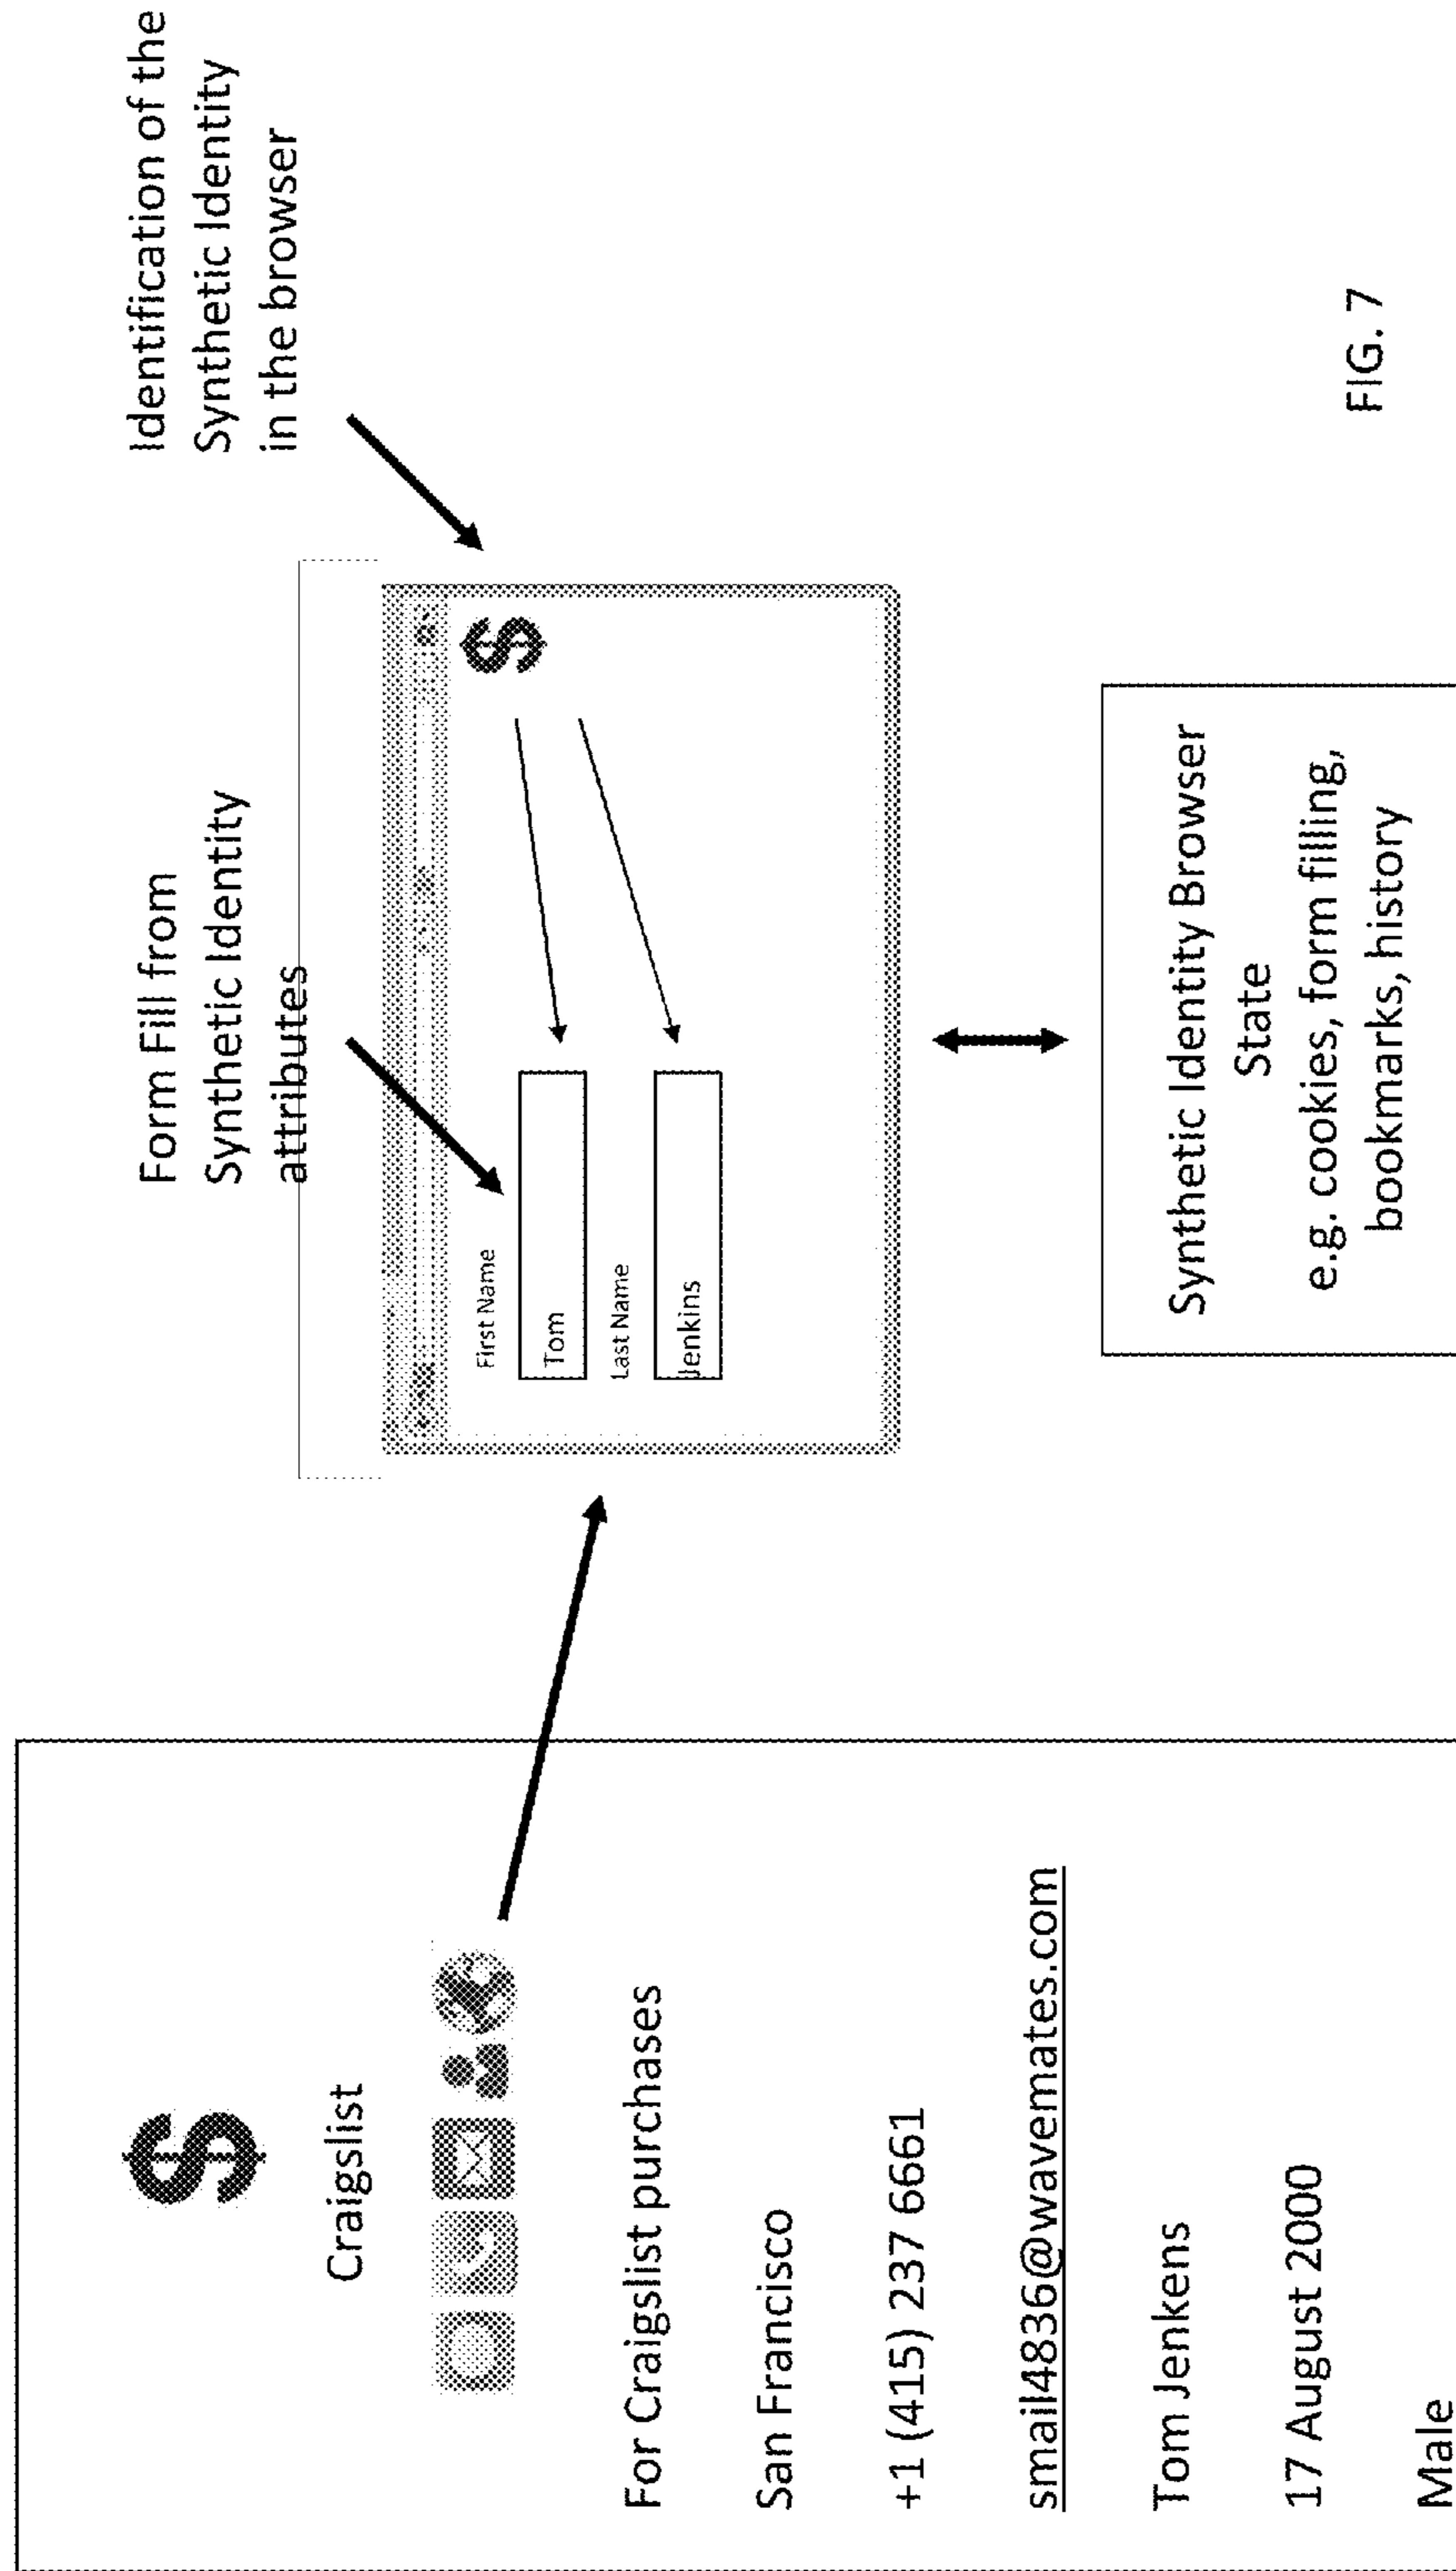 $
Craigslist
For Craigslist purchases
San Francisco
+1 (415) 237 6661
smail4836@wavemates.com
Tom Jenkens
17 August 2000
Male
Form Fill from
Synthetic Identity
attributes
Identification of the
Synthetic Identity
in the browser
$
First Name
Tom
Last Name
Jenkins
Synthetic Identity Browser
State
e.g. cookies, form filling,
bookmarks, history
FIG. 7